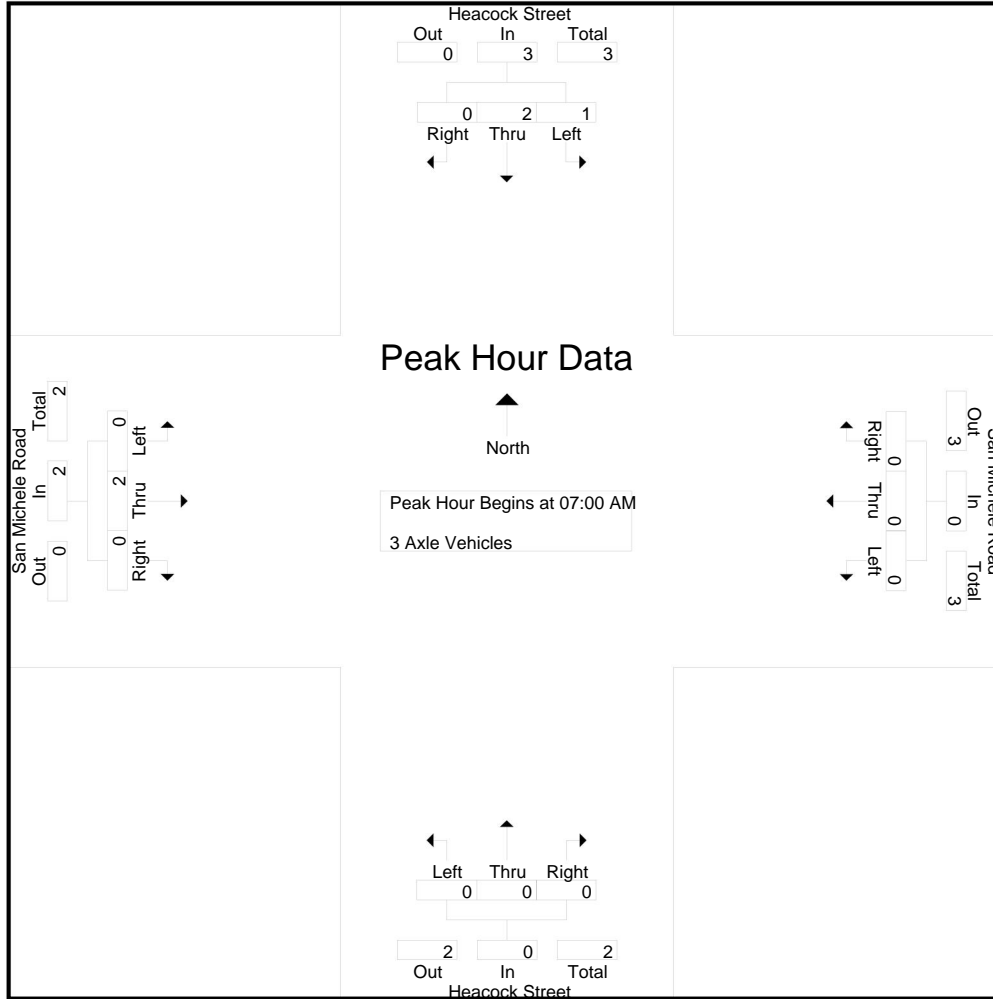 Heacock Street
Out In Total
0 3 3
0 2 1
Right Thru Left
Peak Hour Data
North
Peak Hour Begins at 07:00 AM
3 Axle Vehicles
San Michele Road
Out In Total
0 2 2
0 2 0
Left Thru Right
Right Thru Left
0 0 0
Out In Total
3 0 3
San Michele Road
Left Thru Right
0 0 0
2 0 2
Out In Total
Heacock Street